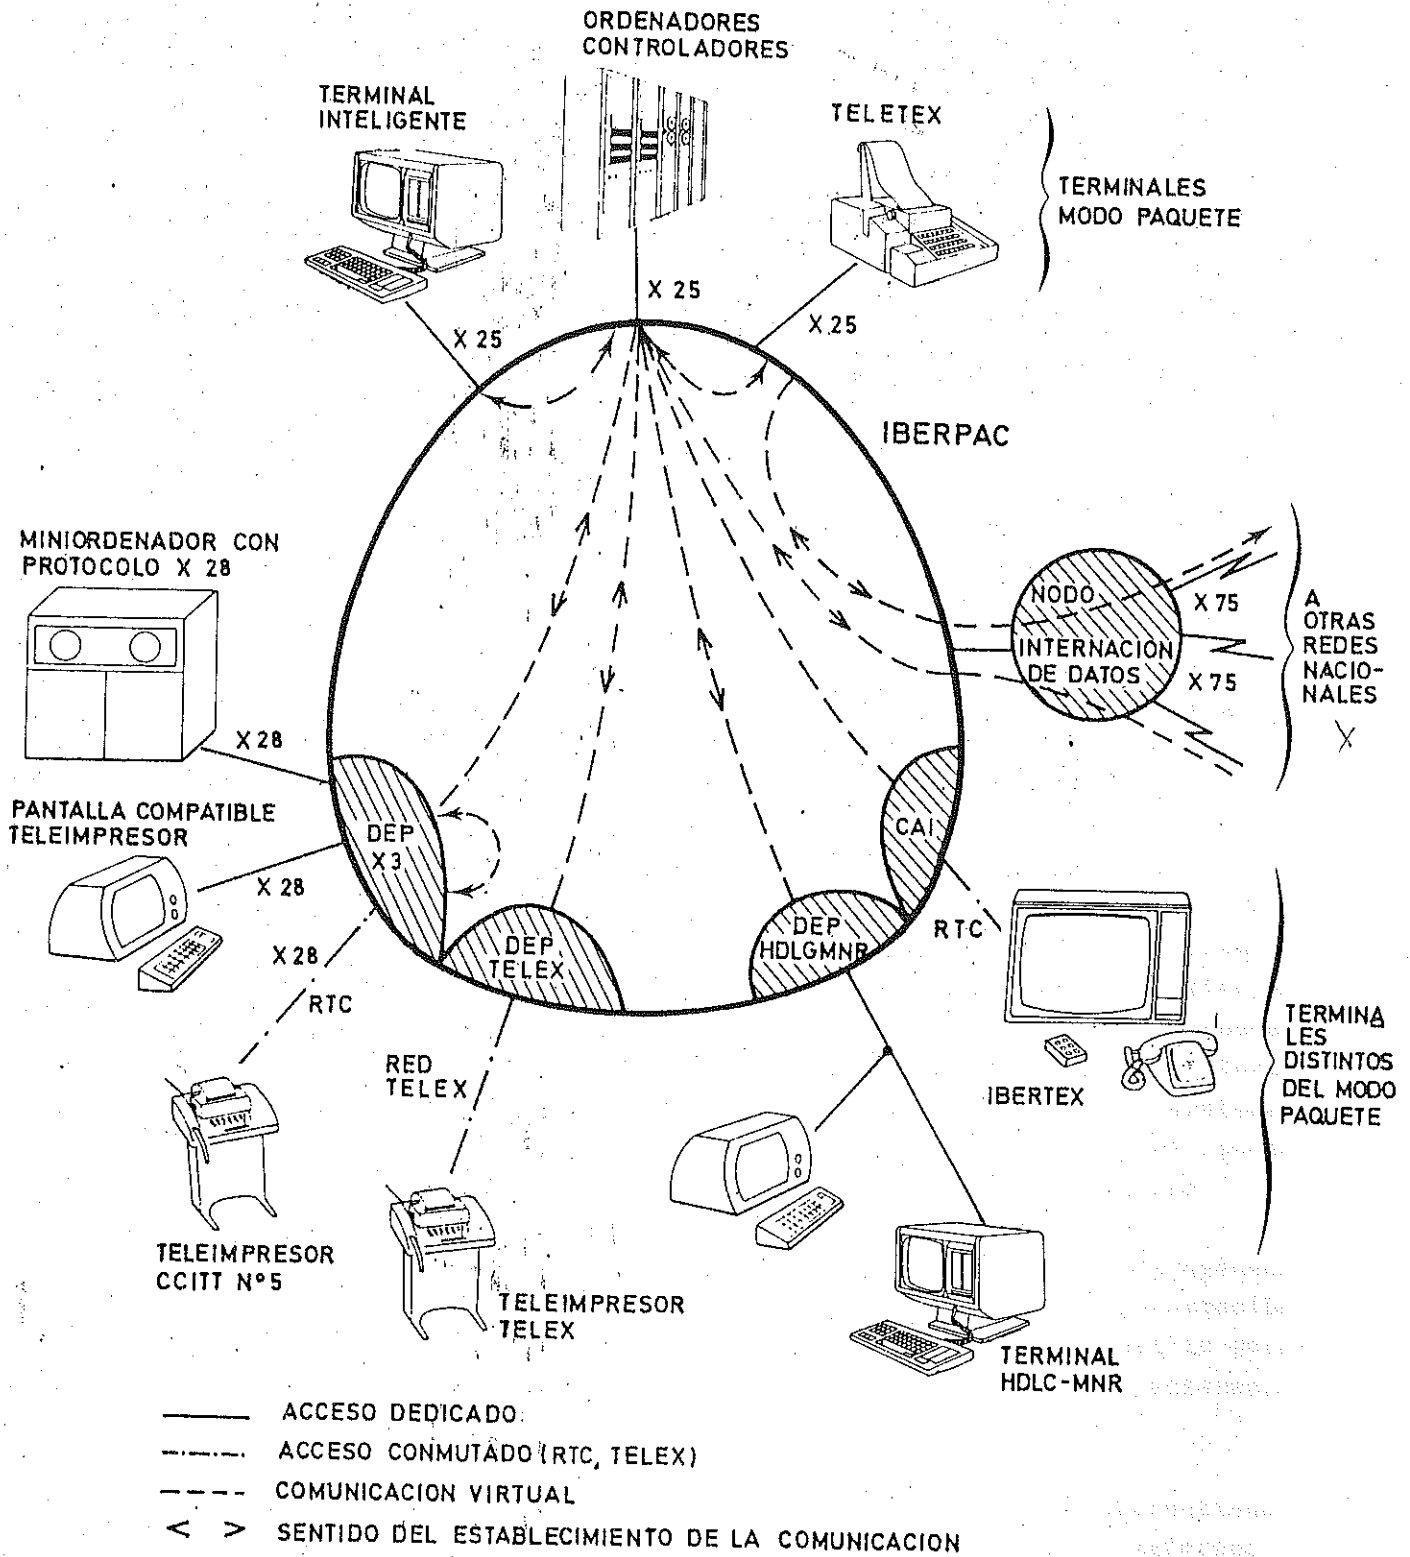 ORDENADORES
CONTROLADORES
TERMINAL
INTELIGENTE
TELETEX
TERMINALES
MODO PAQUETE
X 25
X 25
X 25
IBERPAC
MINIORDENADOR CON
PROTOCOLO X 28
NODO
INTERNACION
DE DATOS
X 75
X 75
A
OTRAS
REDES
NACIO-
NALES
X
X 28
PANTALLA COMPATIBLE
TELEIMPRESOR
X 28
DEP
X3
CAI
DEP
TELEX
DEP
HDLGMNR
RTC
X 28
RTC
RED
TELEX
IBERTEX
TERMINA
LES
DISTINTOS
DEL MODO
PAQUETE
TELEIMPRESOR
CCITT Nº 5
TELEIMPRESOR
TELEX
TERMINAL
HDLC-MNR
ACCESO DEDICADO
ACCESO CONMUTADO (RTC, TELEX)
COMUNICACION VIRTUAL
< > SENTIDO DEL ESTABLECIMIENTO DE LA COMUNICACION